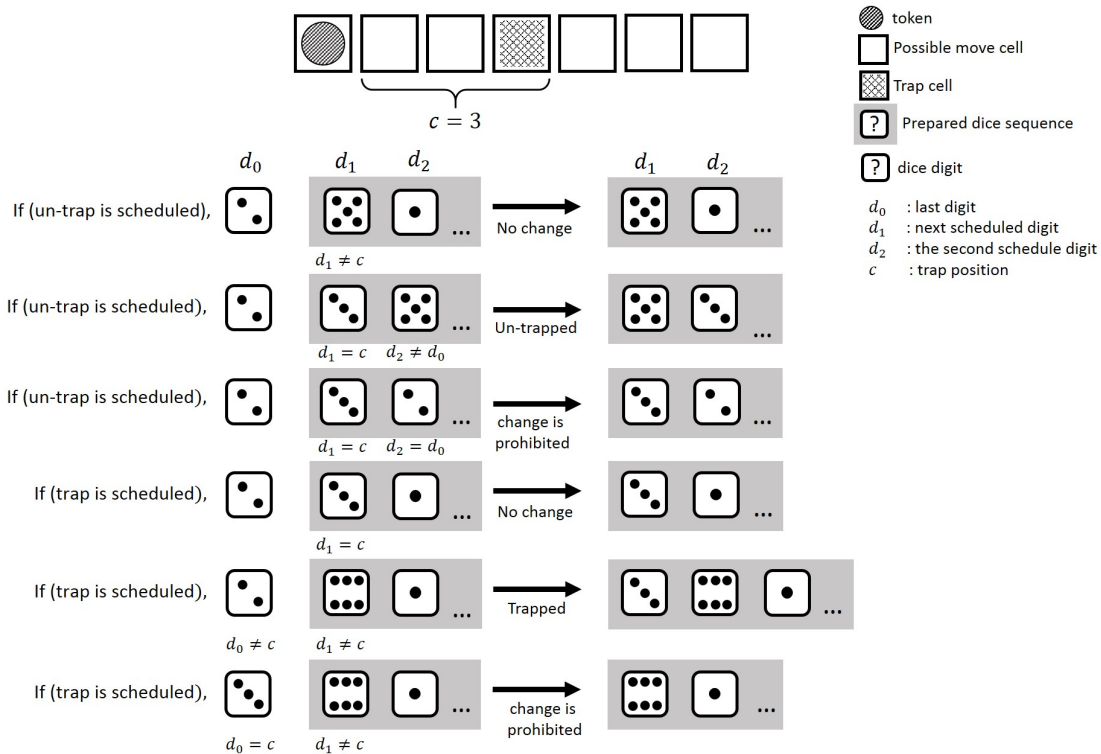 token
Possible move cell
Trap cell
? Prepared dice sequence
? dice digit
c = 3
d₀ : last digit
d₁ : next scheduled digit
d₂ : the second schedule digit
c : trap position
d₀ d₁ d₂ d₁ d₂
If (un-trap is scheduled), ... No change ...
d₁ ≠ c
If (un-trap is scheduled), ... Un-trapped ...
d₁ = c d₂ ≠ d₀
If (un-trap is scheduled), ... change is ...
prohibited
d₁ = c d₂ = d₀
If (trap is scheduled), ... No change ...
d₁ = c
If (trap is scheduled), ... Trapped ...
d₀ ≠ c d₁ ≠ c
If (trap is scheduled), ... change is ...
prohibited
d₀ = c d₁ ≠ c